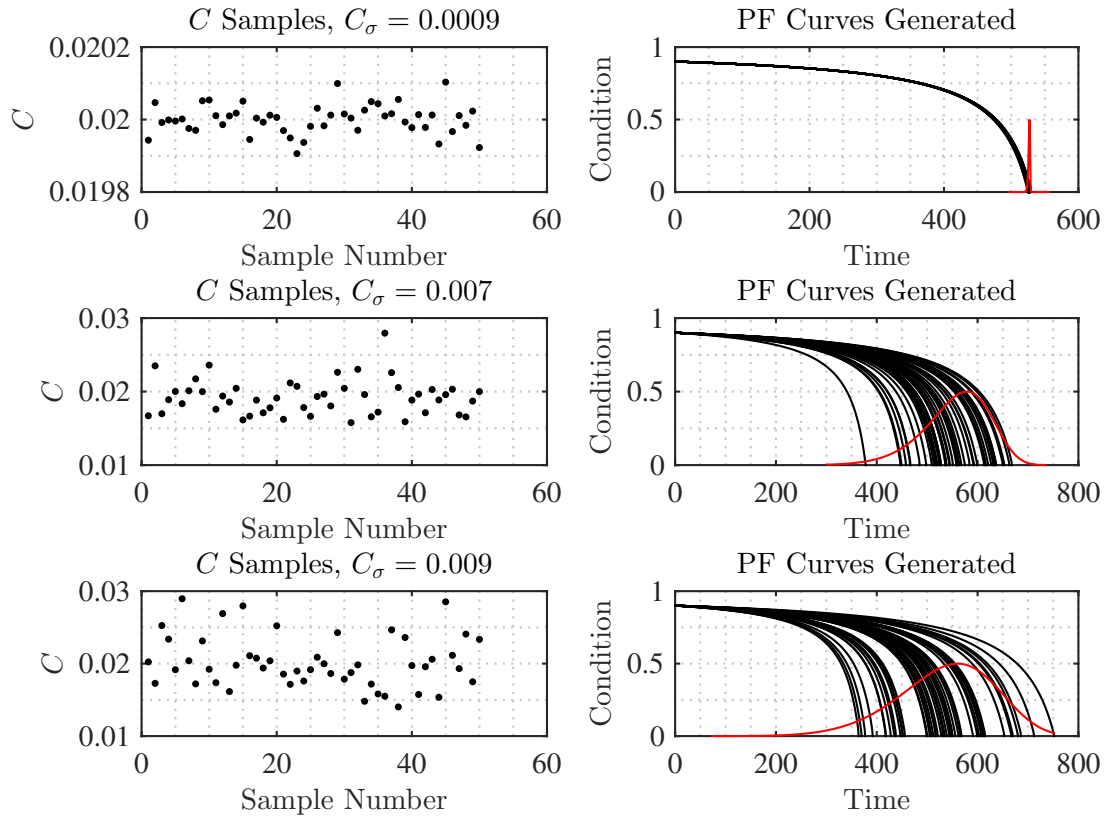 C Samples, Cσ = 0.0009
PF Curves Generated
0.0202
0.02
0.0198
C
0 20 40 60
Sample Number
1
0.5
0
Condition
0 200 400 600
Time
C Samples, Cσ = 0.007
PF Curves Generated
0.03
0.02
0.01
C
0 20 40 60
Sample Number
1
0.5
0
Condition
0 200 400 600 800
Time
C Samples, Cσ = 0.009
PF Curves Generated
0.03
0.02
0.01
C
0 20 40 60
Sample Number
1
0.5
0
Condition
0 200 400 600 800
Time